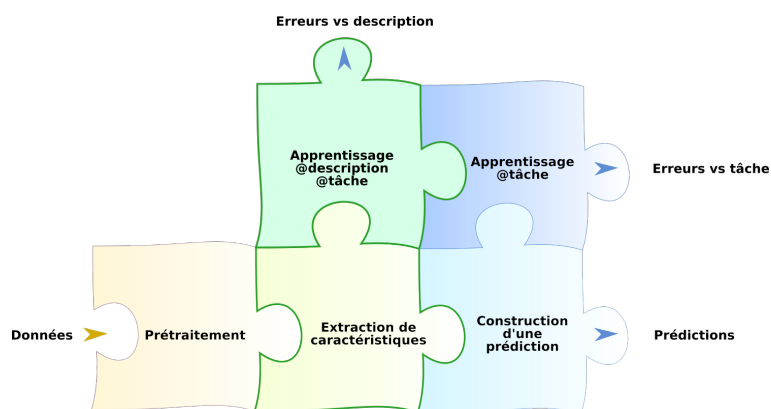 Erreurs vs description
Apprentissage
@description
@tâche
Apprentissage
@tâche
Erreurs vs tâche
Données
Prétraitement
Extraction de
caractéristiques
Construction
d'une
prédiction
Prédictions